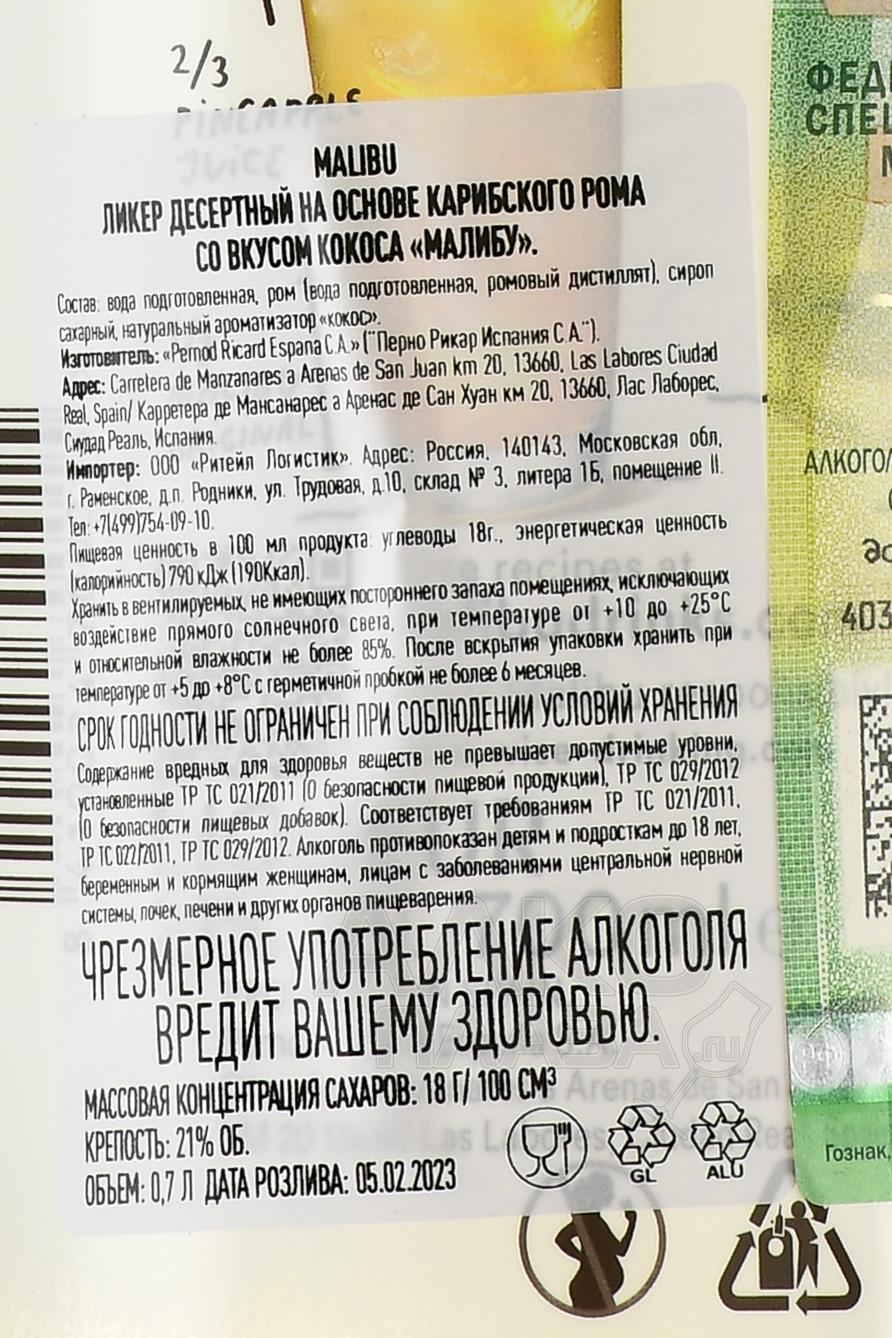 2/3
PINEAPPLE
JUICE
MALIBU
ЛИКЕР ДЕСЕРТНЫЙ НА ОСНОВЕ КАРИБСКОГО РОМА
СО ВКУСОМ КОКОСА «МАЛИБУ».
Состав: вода подготовленная, ром (вода подготовленная, ромовый дистиллят), сироп
сахарный, натуральный ароматизатор «кокос».
Изготовитель: «Pernod Ricard Espana C.A.» ("Перно Рикар Испания С.А.").
Адрес: Carretera de Manzanares a Arenas de San Juan km 20, 13660, Las Labores Ciudad
Real, Spain/ Карретера де Мансанарес а Аренас де Сан Хуан км 20, 13660, Лас Лаборес,
Сиудад Реаль, Испания.
Импортер: ООО «Ритейл Логистик». Адрес: Россия, 140143, Московская обл,
г. Раменское, д.п. Родники, ул. Трудовая, д.10, склад № 3, литера 1Б, помещение II.
Тел: +7(499)754-09-10.
Пищевая ценность в 100 мл продукта: углеводы 18г., энергетическая ценность
(калорийность) 790 кДж (190Ккал).
Хранить в вентилируемых, не имеющих постороннего запаха помещениях, исключающих
воздействие прямого солнечного света, при температуре от +10 до +25°С
и относительной влажности не более 85%. После вскрытия упаковки хранить при
температуре от +5 до +8°С с герметичной пробкой не более 6 месяцев.
СРОК ГОДНОСТИ НЕ ОГРАНИЧЕН ПРИ СОБЛЮДЕНИИ УСЛОВИЙ ХРАНЕНИЯ
Содержание вредных для здоровья веществ не превышает допустимые уровни,
установленные ТР ТС 021/2011 (О безопасности пищевой продукции), ТР ТС 029/2012
(О безопасности пищевых добавок). Соответствует требованиям ТР ТС 021/2011,
ТР ТС 022/2011, ТР ТС 029/2012. Алкоголь противопоказан детям и подросткам до 18 лет,
беременным и кормящим женщинам, лицам с заболеваниями центральной нервной
системы, почек, печени и других органов пищеварения.
ЧРЕЗМЕРНОЕ УПОТРЕБЛЕНИЕ АЛКОГОЛЯ
ВРЕДИТ ВАШЕМУ ЗДОРОВЬЮ.
МАССОВАЯ КОНЦЕНТРАЦИЯ САХАРОВ: 18 Г/ 100 СМ³
КРЕПОСТЬ: 21% ОБ.
ОБЪЕМ: 0,7 Л ДАТА РОЗЛИВА: 05.02.2023
GL
ALU
ФЕД
СПЕЦ
АЛКОГОЛ
403
Гознак,